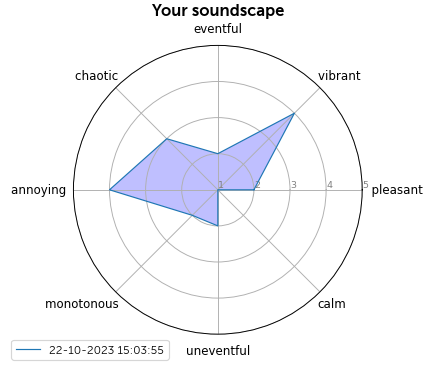 Your soundscape
eventful
chaotic
vibrant
annoying
1 2 3 4 5
pleasant
monotonous
calm
uneventful
22-10-2023 15:03:55